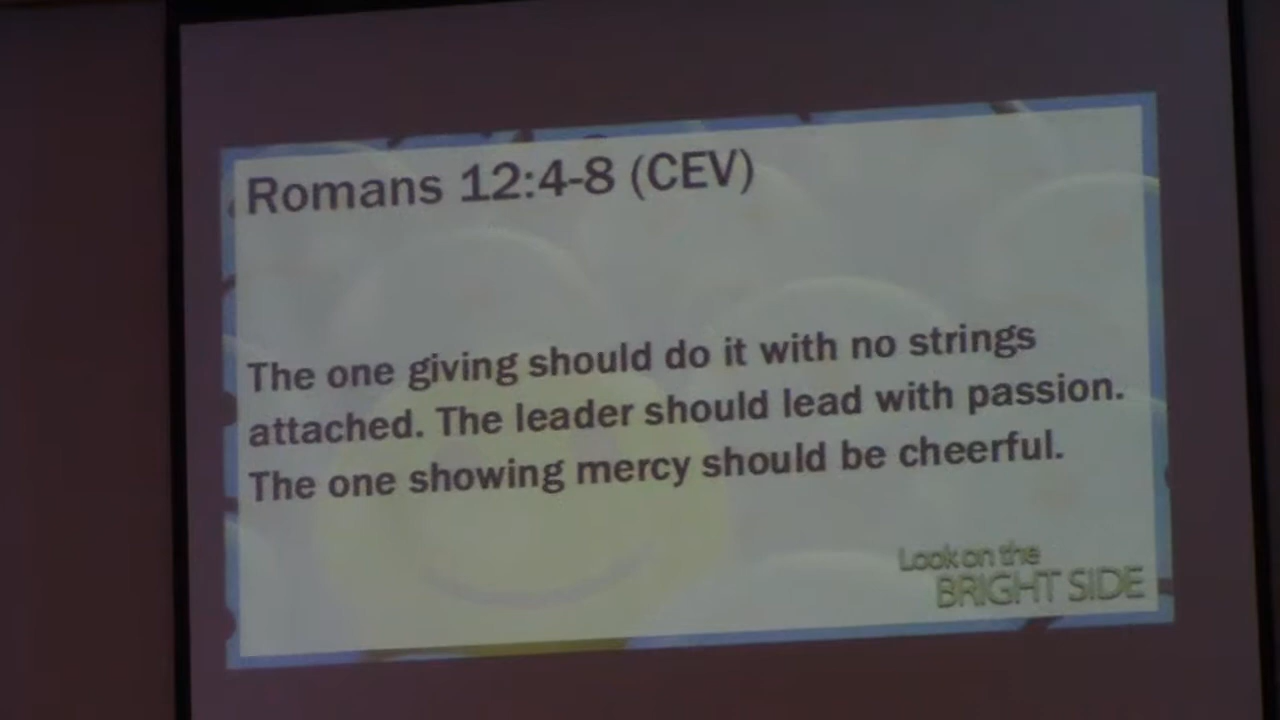 Romans 12:4-8 (CEV)
The one giving should do it with no strings
attached. The leader should lead with passion.
The one showing mercy should be cheerful.
Look on the
BRIGHT SIDE